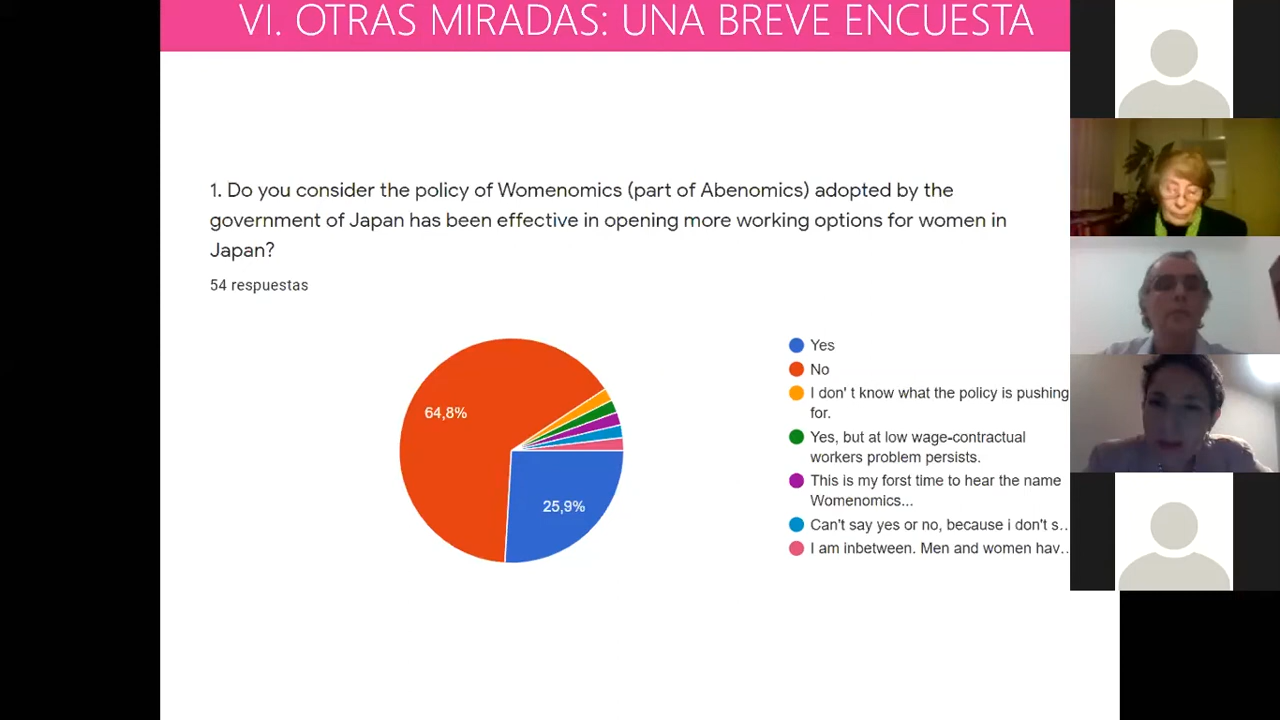 VI. OTRAS MIRADAS: UNA BREVE ENCUESTA
1. Do you consider the policy of Womenomics (part of Abenomics) adopted by the
government of Japan has been effective in opening more working options for women in
Japan?
54 respuestas
64,8%
25,9%
Yes
No
I don' t know what the policy is pushing
for.
Yes, but at low wage-contractual
workers problem persists.
This is my forst time to hear the name
Womenomics...
Can't say yes or no, because i don't s..
I am inbetween. Men and women hav..